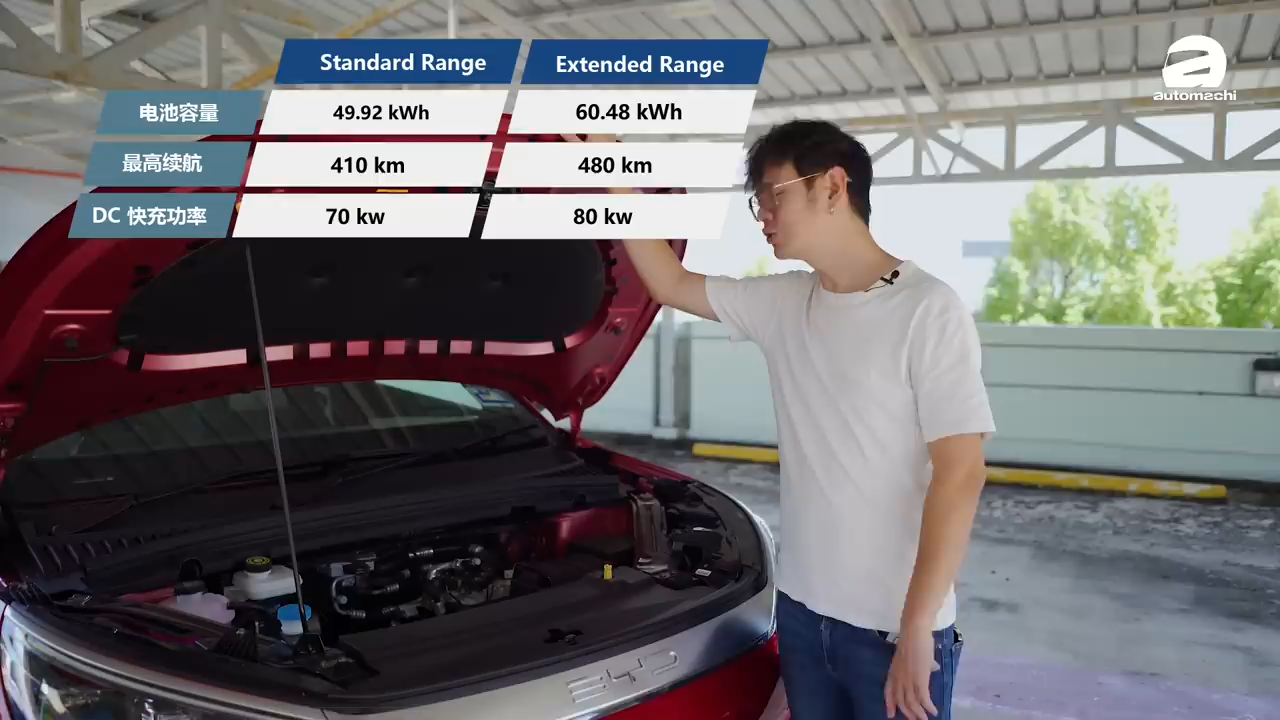 Standard Range Extended Range
电池容量 49.92 kWh 60.48 kWh
最高续航 410 km 480 km
DC 快充功率 70 kw 80 kw
automachi
BYD